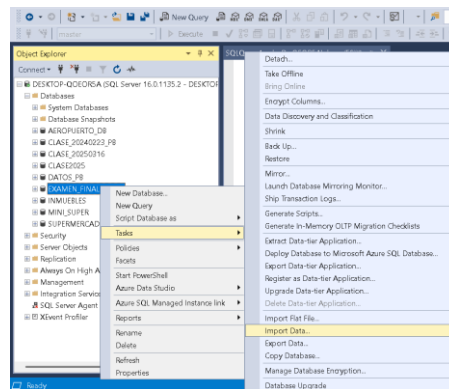 New Query
master
Execute
Object Explorer
SQLQ
Connect
DESKTOP-QOEORSA (SQL Server 16.0.1135.2 - DESKTOP
Databases
System Databases
Database Snapshots
AEROPUERTO_DB
CLASE_20240223_PB
CLASE_20250316
CLASE2025
DATOS_PB
EXAMEN_FINAL
INMUEBLES
MINI_SUPER
SUPERMERCAD
Security
Server Objects
Replication
Always On High A
Management
Integration Service
SQL Server Agent
XEvent Profiler
Ready
New Database...
New Query
Script Database as
Tasks
Policies
Facets
Start PowerShell
Azure Data Studio
Azure SQL Managed Instance link
Reports
Rename
Delete
Refresh
Properties
Detach...
Take Offline
Bring Online
Encrypt Columns...
Data Discovery and Classification
Shrink
Back Up...
Restore
Mirror...
Launch Database Mirroring Monitor...
Ship Transaction Logs...
Generate Scripts...
Generate In-Memory OLTP Migration Checklists
Extract Data-tier Application...
Deploy Database to Microsoft Azure SQL Database...
Export Data-tier Application...
Register as Data-tier Application...
Upgrade Data-tier Application...
Delete Data-tier Application...
Import Flat File...
Import Data...
Export Data...
Copy Database...
Manage Database Encryption...
Database Upgrade